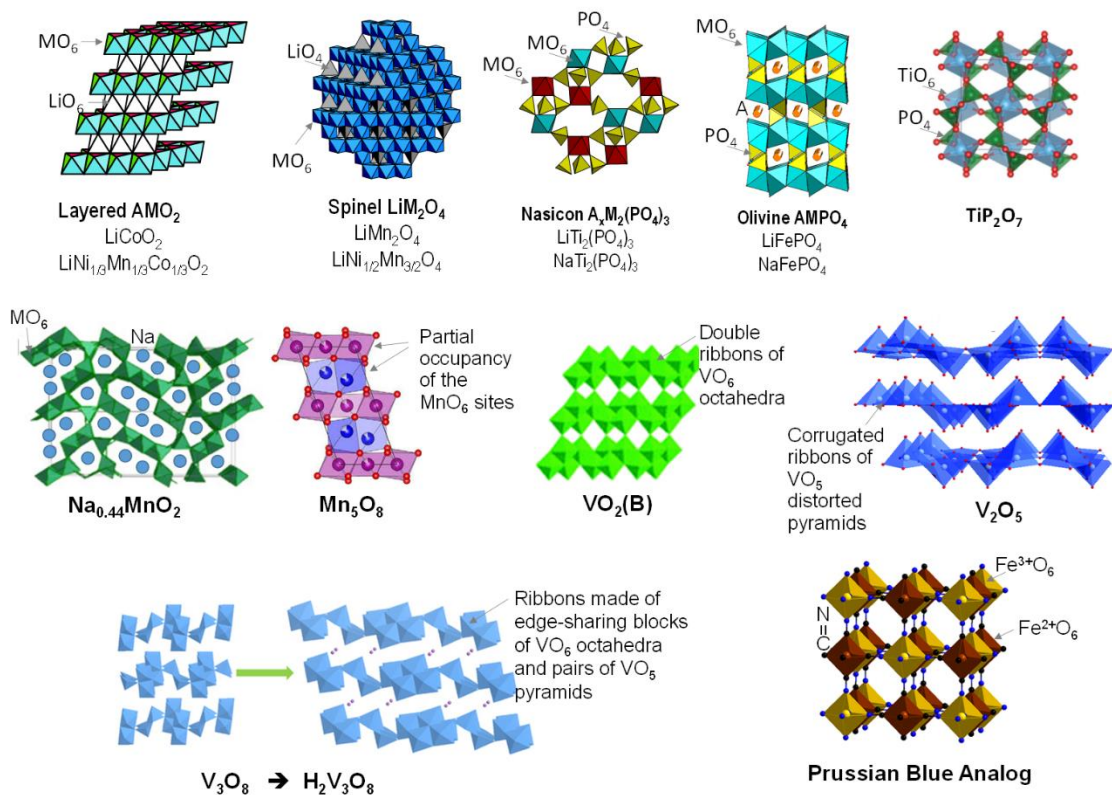 MO₆
LiO₆
Layered AMO₂
LiCoO₂
LiNi₁/₃Mn₁/₃Co₁/₃O₂
LiO₄
MO₆
Spinel LiM₂O₄
LiMn₂O₄
LiNi₁/₂Mn₃/₂O₄
PO₄
MO₆
MO₆
Nasicon AₓM₂(PO₄)₃
LiTi₂(PO₄)₃
NaTi₂(PO₄)₃
MO₆
A
PO₄
Olivine AMPO₄
LiFePO₄
NaFePO₄
TiO₆
PO₄
TiP₂O₇
MO₆
Na
Na₀.₄₄MnO₂
Partial
occupancy
of the
MnO₆ sites
Mn₅O₈
Double
ribbons of
VO₆
octahedra
VO₂(B)
Corrugated
ribbons of
VO₅
distorted
pyramids
V₂O₅
Ribbons made of
edge-sharing blocks
of VO₆ octahedra
and pairs of VO₅
pyramids
V₃O₈ ➔ H₂V₃O₈
Fe³⁺O₆
N=C
Fe²⁺O₆
Prussian Blue Analog